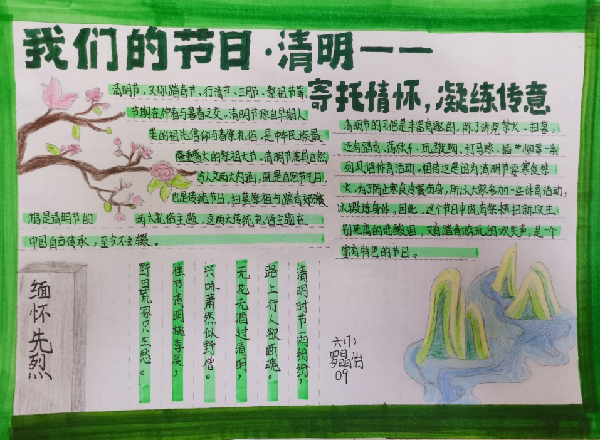 我们的节日·清明一一
寄托情怀,凝练传意
清明节,又称踏青节、行清节、三月节、祭祖节等,
节期在仲春与暮春之交。清明节源自早期人
类的祖先信仰与春祭礼俗,是中华民族最
隆重盛大的祭祖大节。清明节兼具自然
与人文两大内涵,既是自然节气点,
也是传统节日,扫墓祭祖与踏青郊游
是清明节的 两大礼俗主题,这两大传统礼俗主题在
中国自古传承,至今不辍。
清明节的习俗是丰富有趣的,除了讲究禁火、扫墓,
还有踏青、荡秋千、玩蹴鞠、打马球、插柳等一系
列风俗体育活动。相传这是因为清明节要寒食禁
火,为了防止寒食冷餐伤身,所以大家参加一些体育活动,
以锻炼身体。因此,这个节日中既有祭扫新坟生
别死离的悲酸泪,又有踏青游玩的欢笑声,是一个
富有特色的节日。
清明时节雨纷纷,
路上行人欲断魂。
无花无酒过清明,
兴味萧然似野僧。
佳节清明桃李笑,
野田荒冢只生愁。
缅怀先烈
09